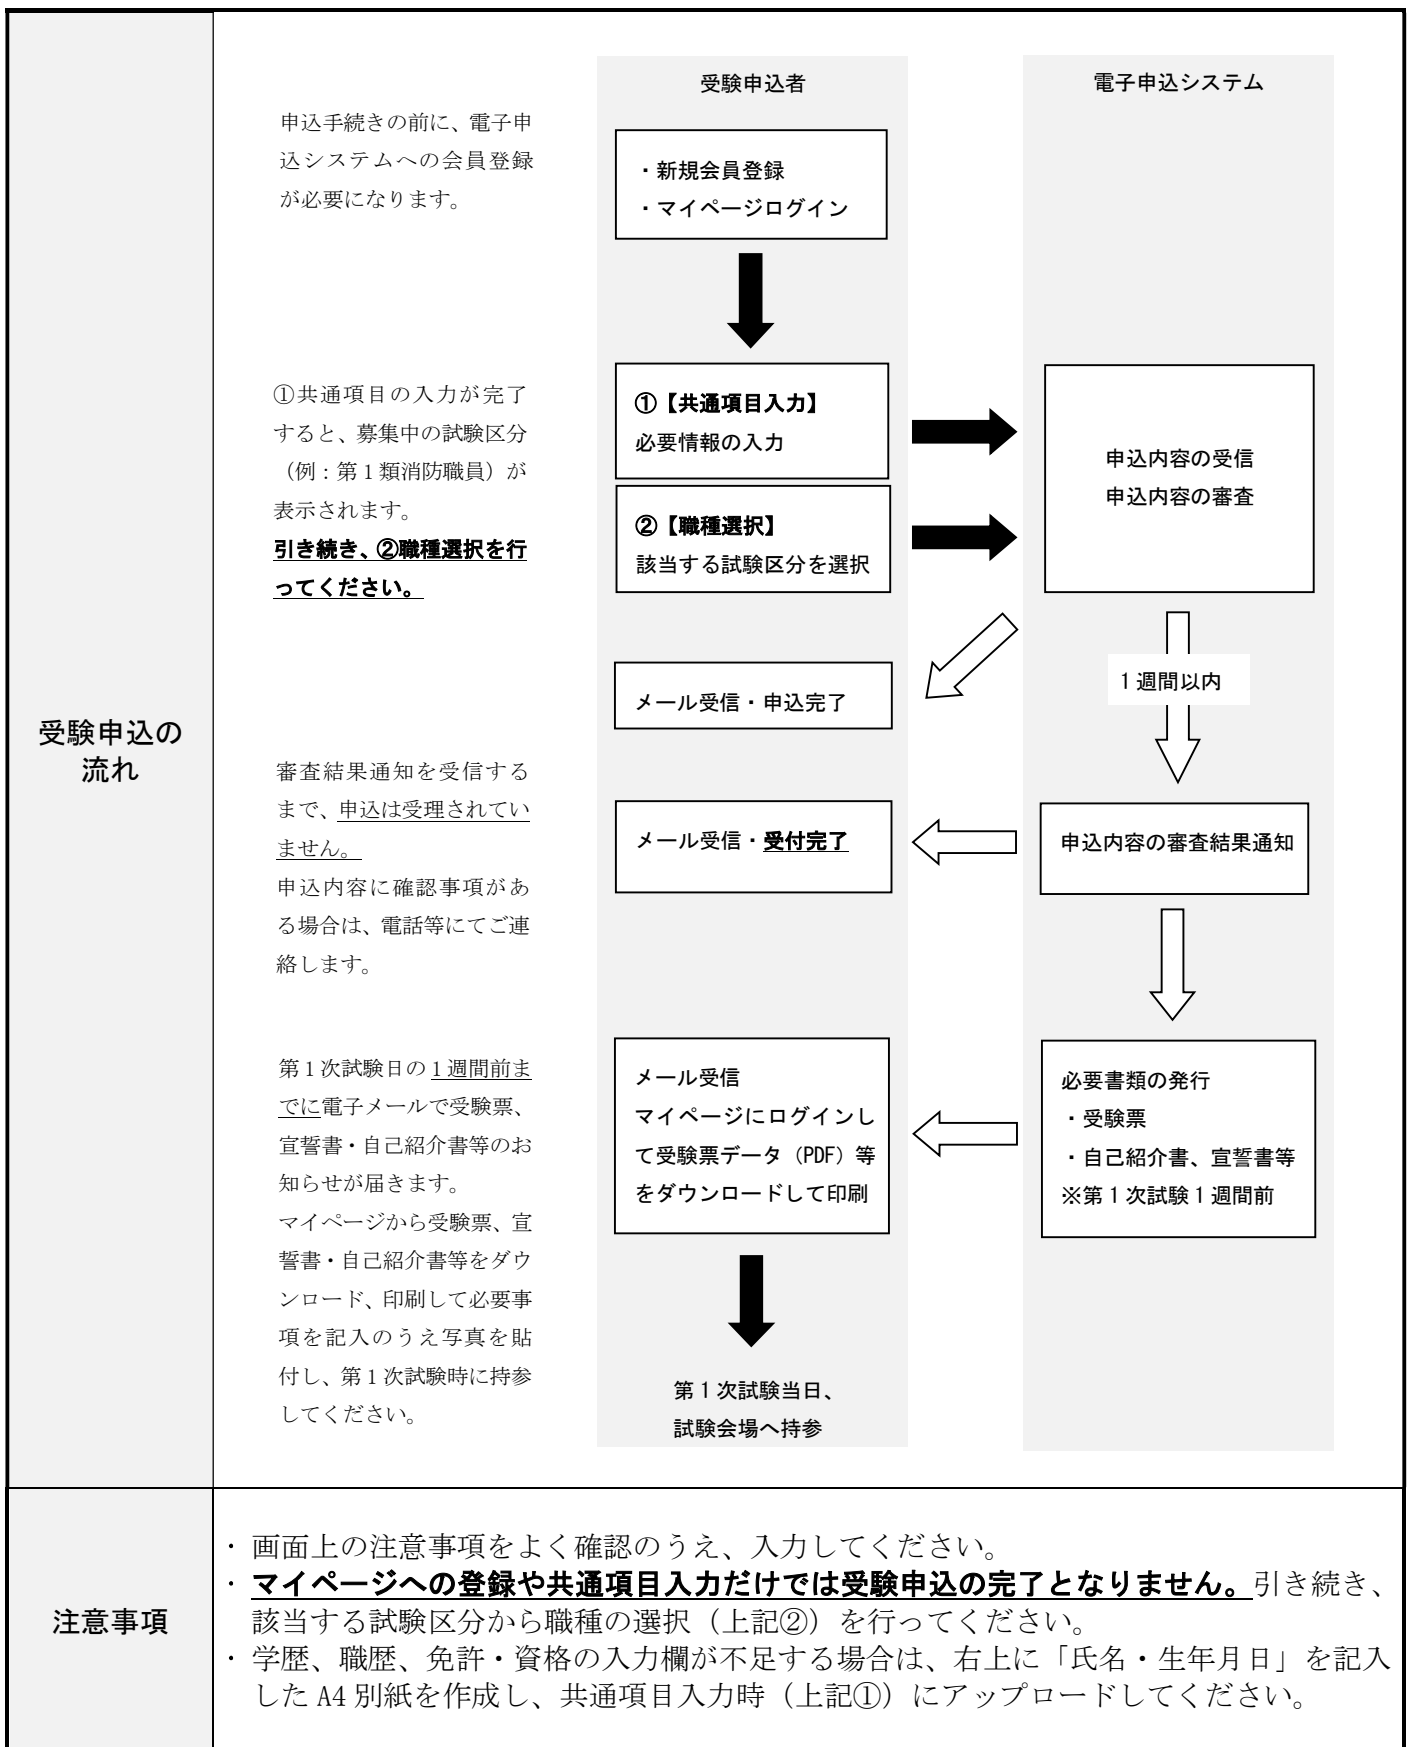 受験申込の
流れ
申込手続きの前に、電子申
込システムへの会員登録
が必要になります。
①共通項目の入力が完了
すると、募集中の試験区分
（例：第１類消防職員）が
表示されます。
引き続き、②職種選択を行
ってください。
審査結果通知を受信する
まで、申込は受理されてい
ません。
申込内容に確認事項があ
る場合は、電話等にてご連
絡します。
第１次試験日の１週間前ま
でに電子メールで受験票、
宣誓書・自己紹介書等のお
知らせが届きます。
マイページから受験票、宣
誓書・自己紹介書等をダウ
ンロード、印刷して必要事
項を記入のうえ写真を貼
付し、第１次試験時に持参
してください。
受験申込者
・新規会員登録
・マイページログイン
①【共通項目入力】
必要情報の入力
②【職種選択】
該当する試験区分を選択
メール受信・申込完了
メール受信・受付完了
メール受信
マイページにログインし
て受験票データ（PDF）等
をダウンロードして印刷
第１次試験当日、
試験会場へ持参
電子申込システム
申込内容の受信
申込内容の審査
１週間以内
申込内容の審査結果通知
必要書類の発行
・受験票
・自己紹介書、宣誓書等
※第１次試験１週間前
注意事項
・画面上の注意事項をよく確認のうえ、入力してください。
・マイページへの登録や共通項目入力だけでは受験申込の完了となりません。引き続き、
該当する試験区分から職種の選択（上記②）を行ってください。
・学歴、職歴、免許・資格の入力欄が不足する場合は、右上に「氏名・生年月日」を記入
した A4 別紙を作成し、共通項目入力時（上記①）にアップロードしてください。